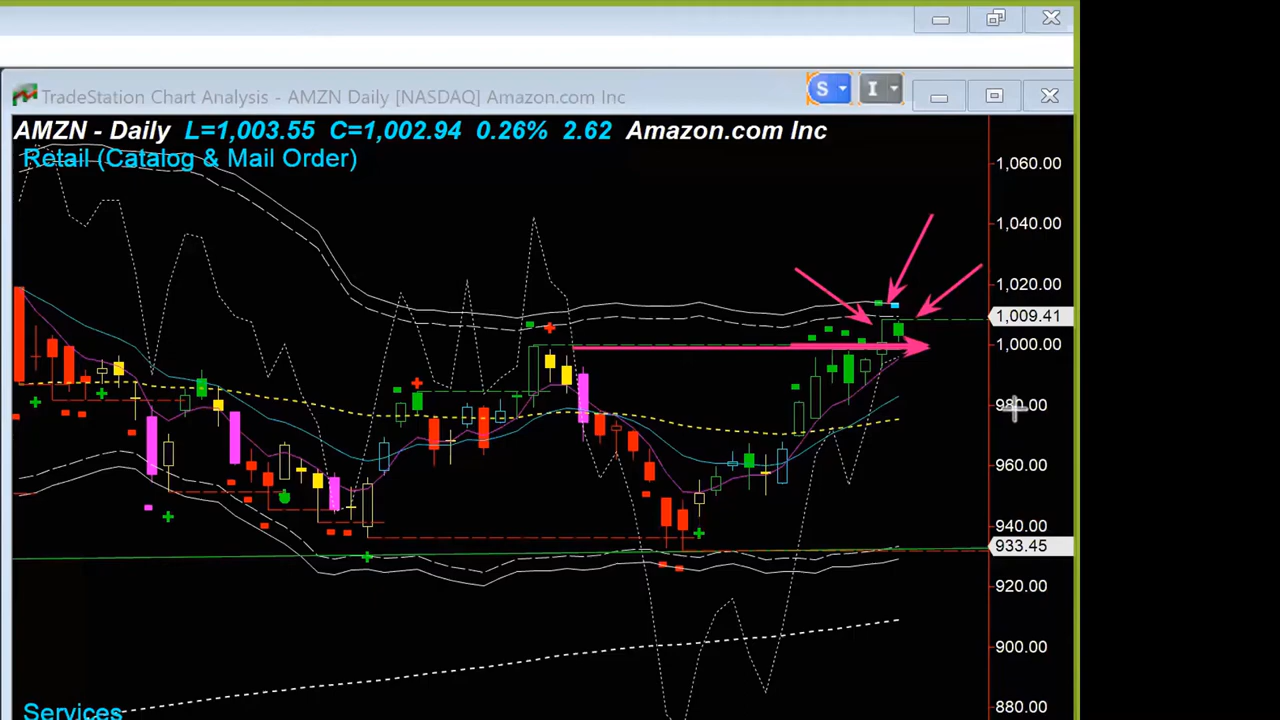 TradeStation Chart Analysis - AMZN Daily [NASDAQ] Amazon.com Inc
S I
AMZN - Daily L=1,003.55 C=1,002.94 0.26% 2.62 Amazon.com Inc
Retail (Catalog & Mail Order)
1,060.00
1,040.00
1,020.00
1,009.41
1,000.00
980.00
960.00
940.00
933.45
920.00
900.00
880.00
Services